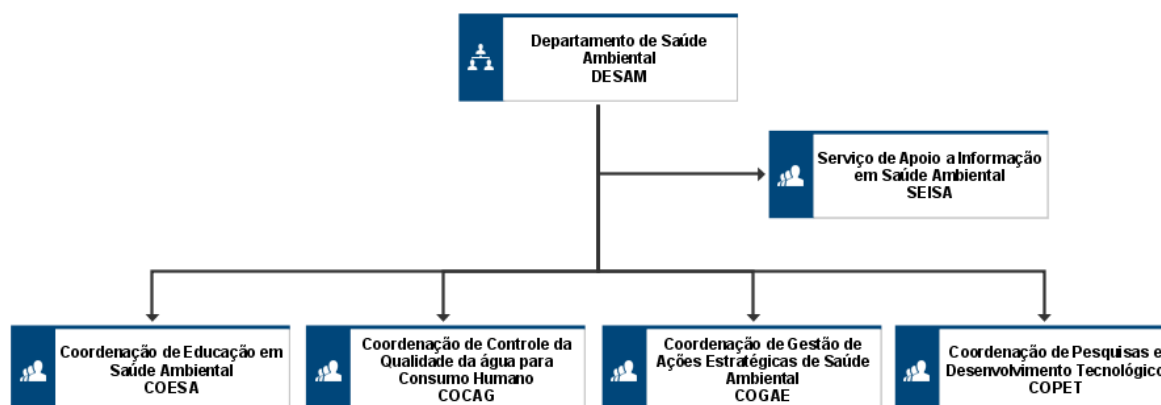 Departamento de Saúde
Ambiental
DESAM
Serviço de Apoio a Informação
em Saúde Ambiental
SEISA
Coordenação de Educação em
Saúde Ambiental
COESA
Coordenação de Controle da
Qualidade da água para
Consumo Humano
COCAG
Coordenação de Gestão de
Ações Estratégicas de Saúde
Ambiental
COGAE
Coordenação de Pesquisas e
Desenvolvimento Tecnológico
COPET